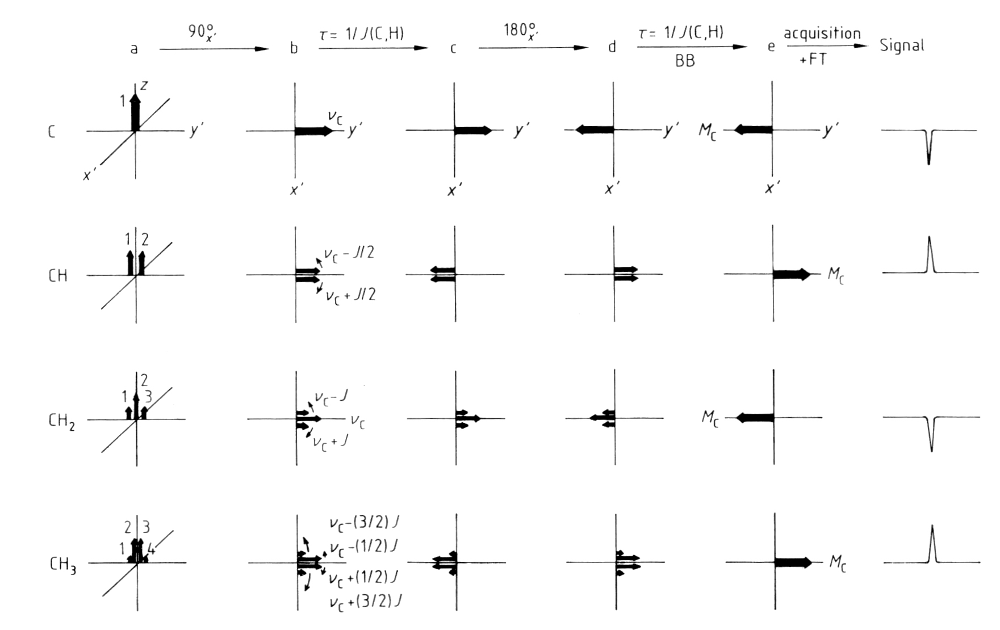 90°x' τ = 1/J(C,H) 180°x' τ = 1/J(C,H) acquisition
a b c d e Signal
BB +FT
z
1 νC
C y' y' y' y' MC y'
x'
x' x' x' x'
1 2 νC − J/2
CH MC
νC + J/2
2
1 3 νC − J
CH2 νC MC
νC + J
νC −(3/2) J
2 3
1 4 νC −(1/2) J
CH3 MC
νC +(1/2) J
νC +(3/2) J